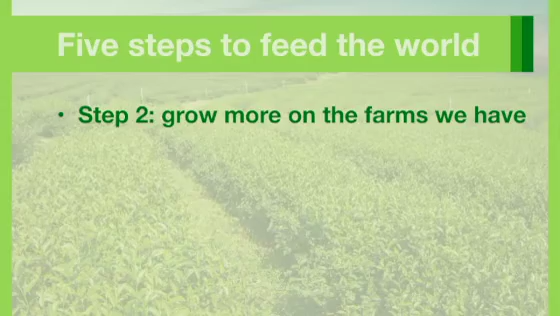 Five steps to feed the world
• Step 2: grow more on the farms we have